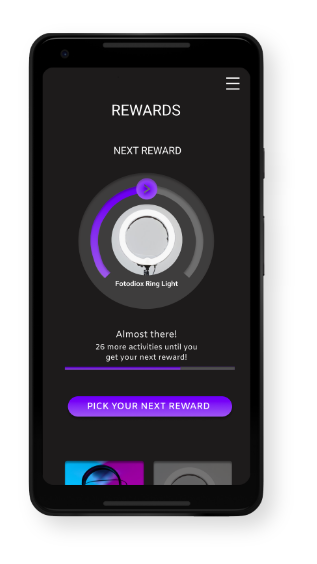 REWARDS
NEXT REWARD
Fotodiox Ring Light
Almost there!
26 more activities until you
get your next reward!
PICK YOUR NEXT REWARD